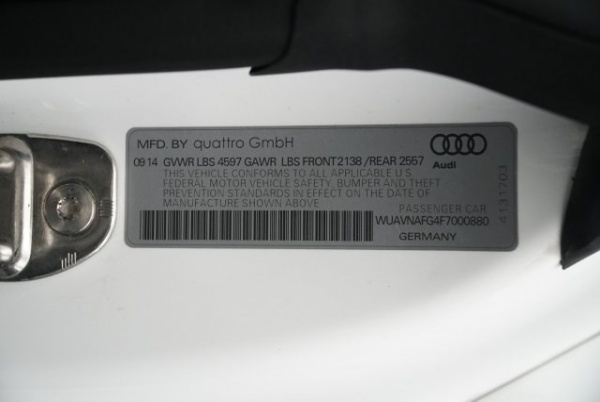 MFD. BY quattro GmbH
09 14 GVWR LBS 4597 GAWR LBS FRONT 2138 / REAR 2557
Audi
THIS VEHICLE CONFORMS TO ALL APPLICABLE U.S.
FEDERAL MOTOR VEHICLE SAFETY, BUMPER AND THEFT
PREVENTION STANDARDS IN EFFECT ON THE DATE OF
MANUFACTURE SHOWN ABOVE
PASSENGER CAR
WUAVNAFG4F7000880
GERMANY
413170J